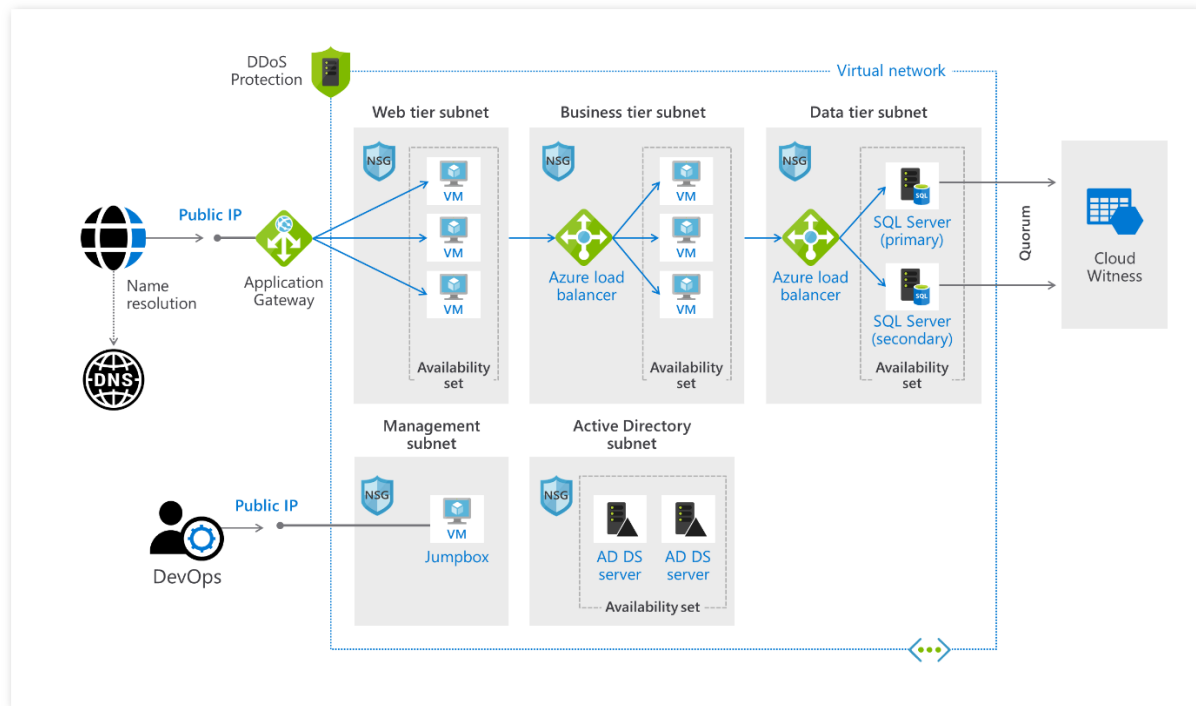 DDoS
Protection
Virtual network
Web tier subnet
Business tier subnet
Data tier subnet
NSG
NSG
NSG
VM
VM
VM
VM
VM
VM
Public IP
Name
resolution
Application
Gateway
Azure load
balancer
Azure load
balancer
SQL
SQL Server
(primary)
SQL
SQL Server
(secondary)
Quorum
Cloud
Witness
Availability
set
Availability
set
Availability
set
DNS
Management
subnet
Active Directory
subnet
NSG
NSG
Public IP
VM
Jumpbox
AD DS
server
AD DS
server
Availability set
DevOps